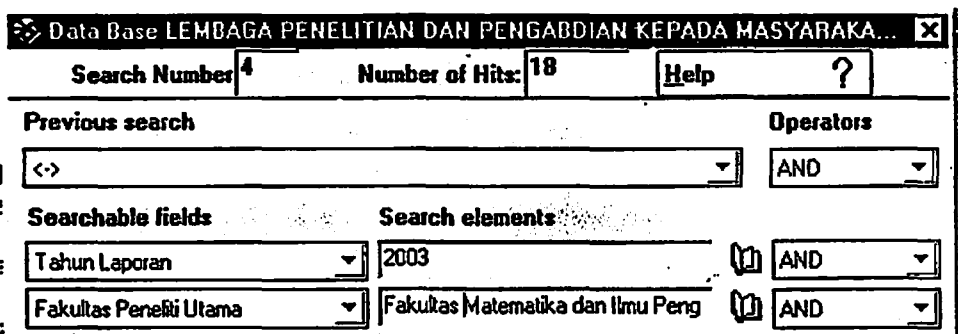 Data Base LEMBAGA PENELITIAN DAN PENGABDIAN KEPADA MASYARAKA...
Search Number 4 Number of Hits: 18 Help ?
Previous search Operators
<-> AND
Searchable fields Search elements
Tahun Laporan 2003 AND
Fakultas Peneliti Utama Fakultas Matematika dan Ilmu Peng AND